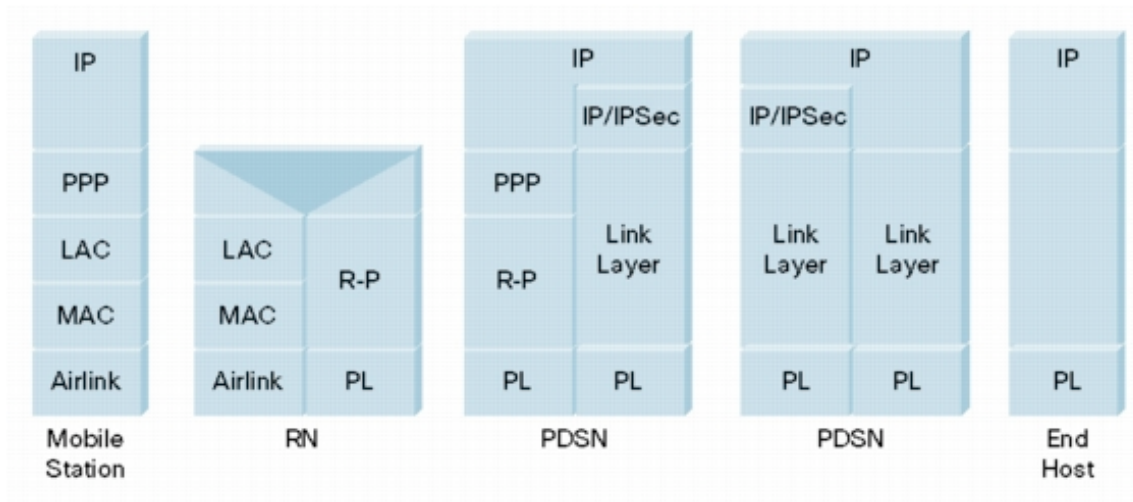 IP
PPP
LAC
MAC
Airlink
Mobile
Station
LAC
MAC
Airlink
R-P
PL
RN
IP
IP/IPSec
PPP
R-P
Link
Layer
PL
PL
PDSN
IP
IP/IPSec
Link
Layer
Link
Layer
PL
PL
PDSN
IP
PL
End
Host